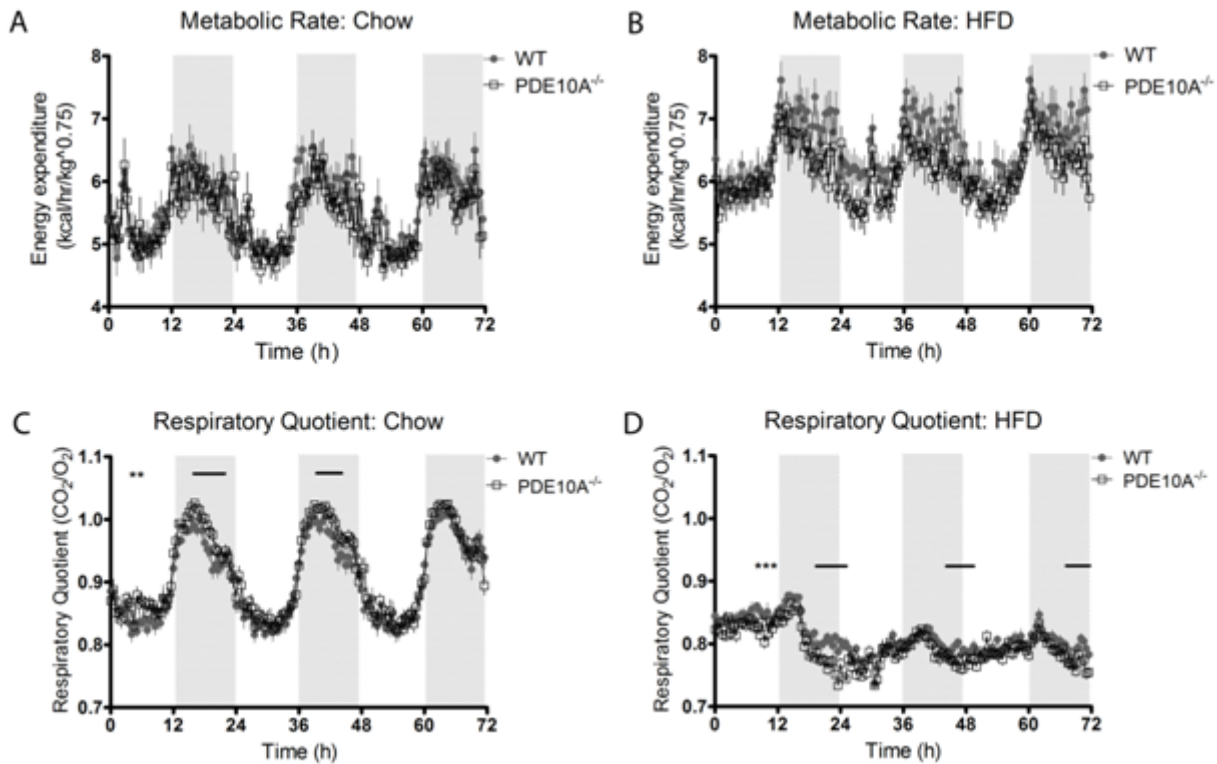 A
Metabolic Rate: Chow
WT
PDE10A-/-
Energy expenditure
(kcal/hr/kg^0.75)
8
7
6
5
4
0 12 24 36 48 60 72
Time (h)
B
Metabolic Rate: HFD
WT
PDE10A-/-
Energy expenditure
(kcal/hr/kg^0.75)
8
7
6
5
4
0 12 24 36 48 60 72
Time (h)
C
Respiratory Quotient: Chow
WT
PDE10A-/-
Respiratory Quotient (CO2/O2)
1.1
1.0
0.9
0.8
0.7
**
0 12 24 36 48 60 72
Time (h)
D
Respiratory Quotient: HFD
WT
PDE10A-/-
Respiratory Quotient (CO2/O2)
1.1
1.0
0.9
0.8
0.7
***
0 12 24 36 48 60 72
Time (h)